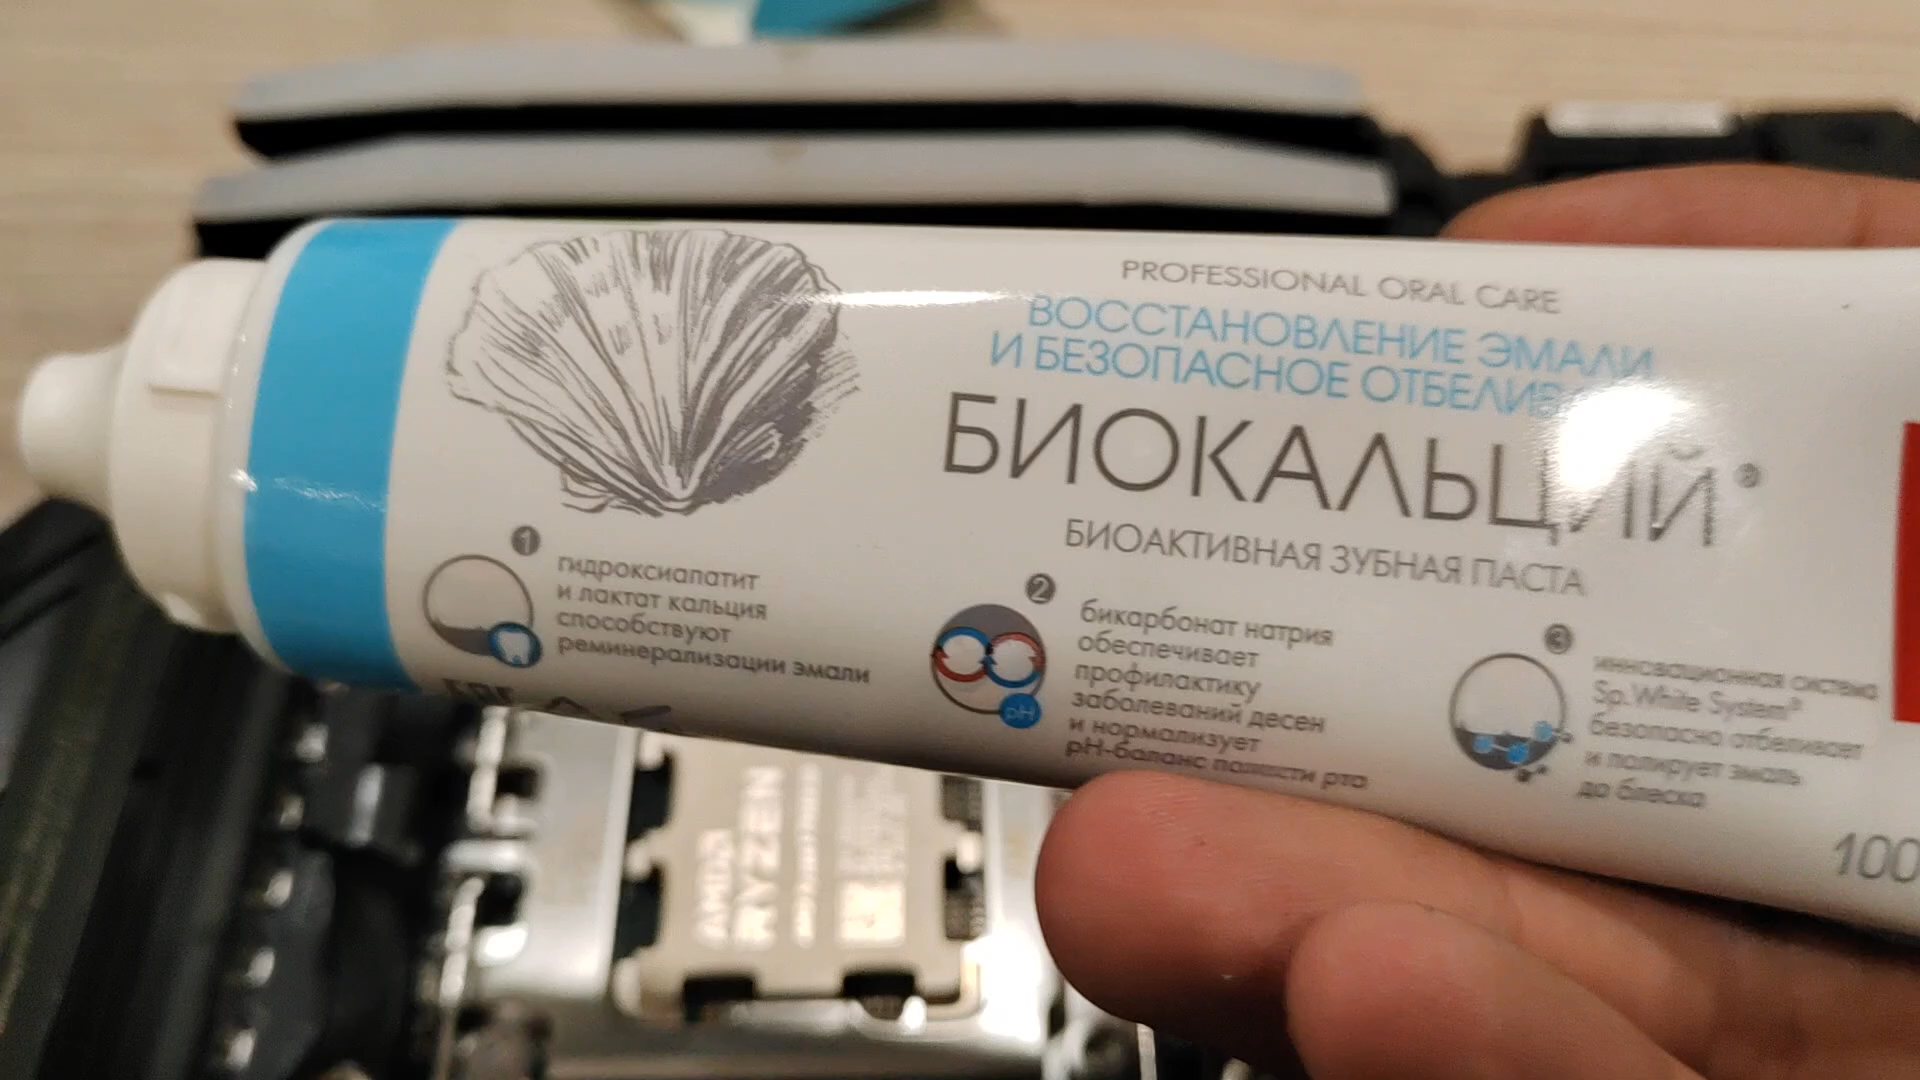 PROFESSIONAL ORAL CARE
ВОССТАНОВЛЕНИЕ ЭМАЛИ
И БЕЗОПАСНОЕ
БИОКАЛЬЦИЙ®
БИОАКТИВНАЯ ЗУБНАЯ ПАСТА
1
гидроксиапатит
и лактат кальция
способствуют
реминерализации эмали
2
бикарбонат натрия
обеспечивает
профилактику
заболеваний десен
и нормализует
pH-баланс полости рта
pH
3
инновационная система
Sp.White System®
безопасно отбеливает
и полирует эмаль
до блеска
100
AMD
RYZEN